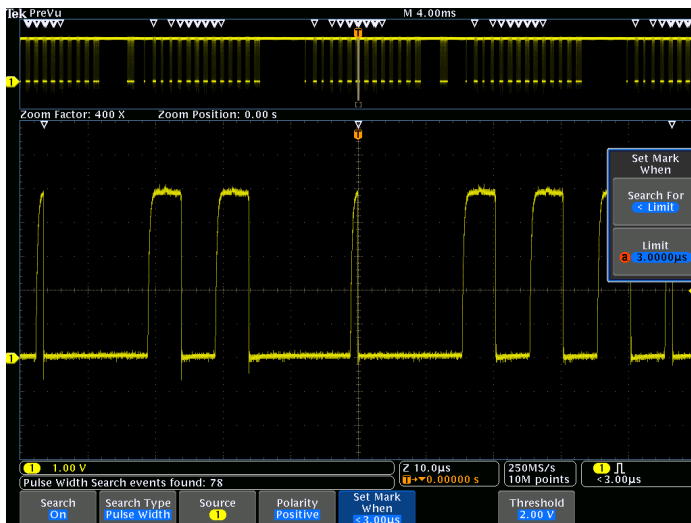 Tek PreVu
M 4.00ms
T
1
Zoom Factor: 400 X
Zoom Position: 0.00 s
T
Set Mark
When
Search For
< Limit
Limit
a 3.0000µs
1
1 1.00 V
Z 10.0µs
T→▼0.00000 s
250MS/s
10M points
1
<3.00µs
Pulse Width Search events found: 78
Search
On
Search Type
Pulse Width
Source
1
Polarity
Positive
Set Mark
When
<3.00µs
Threshold
2.00 V